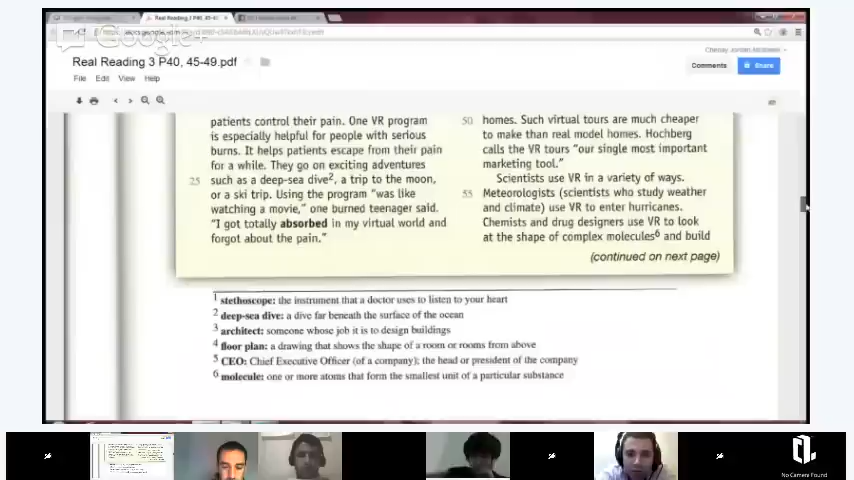 Real Reading 3 P40, 45-49.pdf
Google+
Real Reading 3 P40, 45-49.pdf
File Edit View Help
Comments
Share
patients control their pain. One VR program
is especially helpful for people with serious
burns. It helps patients escape from their pain
for a while. They go on exciting adventures
25 such as a deep-sea dive2, a trip to the moon,
or a ski trip. Using the program "was like
watching a movie," one burned teenager said.
"I got totally absorbed in my virtual world and
forgot about the pain."
50 homes. Such virtual tours are much cheaper
to make than real model homes. Hochberg
calls the VR tours "our single most important
marketing tool."
Scientists use VR in a variety of ways.
55 Meteorologists (scientists who study weather
and climate) use VR to enter hurricanes.
Chemists and drug designers use VR to look
at the shape of complex molecules6 and build
(continued on next page)
1 stethoscope: the instrument that a doctor uses to listen to your heart
2 deep-sea dive: a dive far beneath the surface of the ocean
3 architect: someone whose job it is to design buildings
4 floor plan: a drawing that shows the shape of a room or rooms from above
5 CEO: Chief Executive Officer (of a company); the head or president of the company
6 molecule: one or more atoms that form the smallest unit of a particular substance
No Camera Found